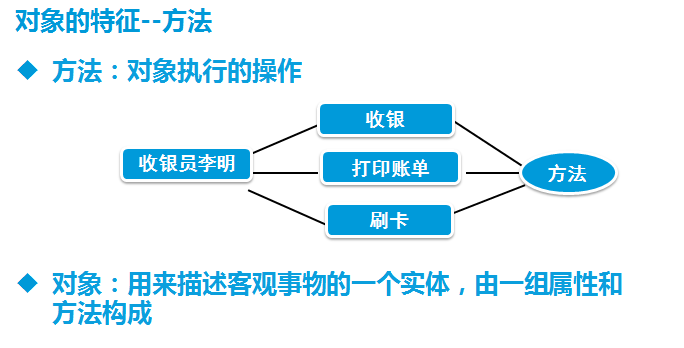 对象的特征--方法
方法：对象执行的操作
收银
收银员李明
打印账单
方法
刷卡
对象：用来描述客观事物的一个实体，由一组属性和
方法构成